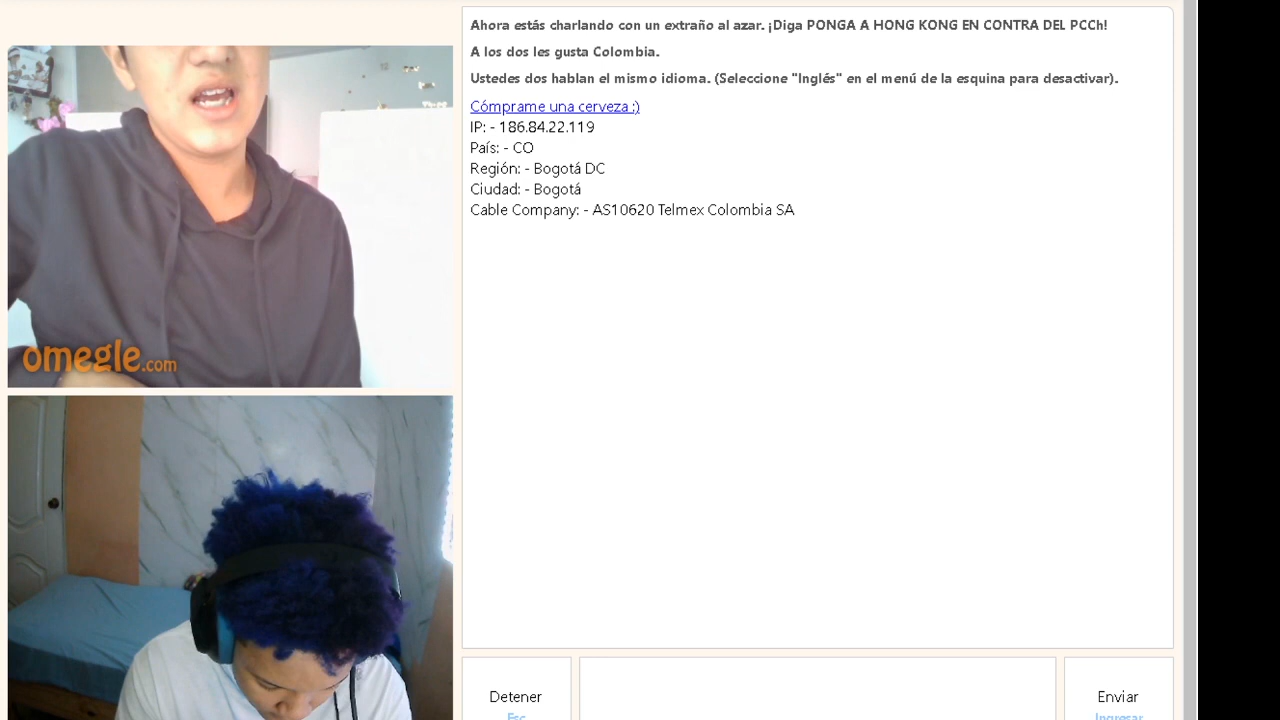 Ahora estás charlando con un extraño al azar. ¡Diga PONGA A HONG KONG EN CONTRA DEL PCCh!
A los dos les gusta Colombia.
Ustedes dos hablan el mismo idioma. (Seleccione "Inglés" en el menú de la esquina para desactivar).
Cómprame una cerveza :)
IP: - 186.84.22.119
País: - CO
Región: - Bogotá DC
Ciudad: - Bogotá
Cable Company: - AS10620 Telmex Colombia SA
omegle.com
Detener
Esc
Enviar
Ingresar